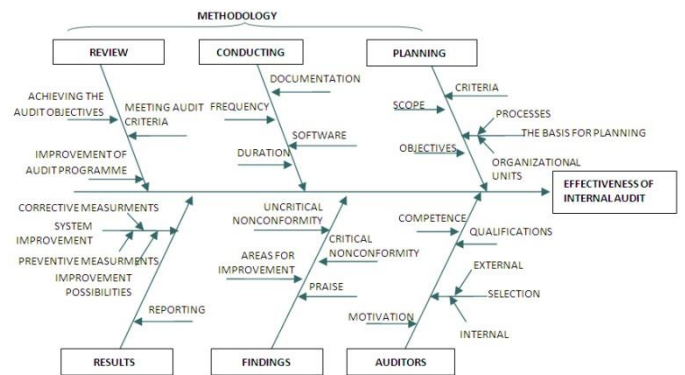 METHODOLOGY
REVIEW
CONDUCTING
PLANNING
DOCUMENTATION
CRITERIA
ACHIEVING THE
AUDIT OBJECTIVES
MEETING AUDIT
CRITERIA
FREQUENCY
SCOPE
PROCESSES
THE BASIS FOR PLANNING
SOFTWARE
DURATION
OBJECTIVES
ORGANIZATIONAL
UNITS
IMPROVEMENT OF
AUDIT PROGRAMME
EFFECTIVENESS OF
INTERNAL AUDIT
CORRECTIVE MEASURMENTS
SYSTEM
IMPROVEMENT
PREVENTIVE MEASURMENTS
IMPROVEMENT
POSSIBILITIES
REPORTING
UNCRITICAL
NONCONFORMITY
CRITICAL
NONCONFORMITY
AREAS FOR
IMPROVEMENT
PRAISE
COMPETENCE
QUALIFICATIONS
EXTERNAL
SELECTION
MOTIVATION
INTERNAL
RESULTS
FINDINGS
AUDITORS